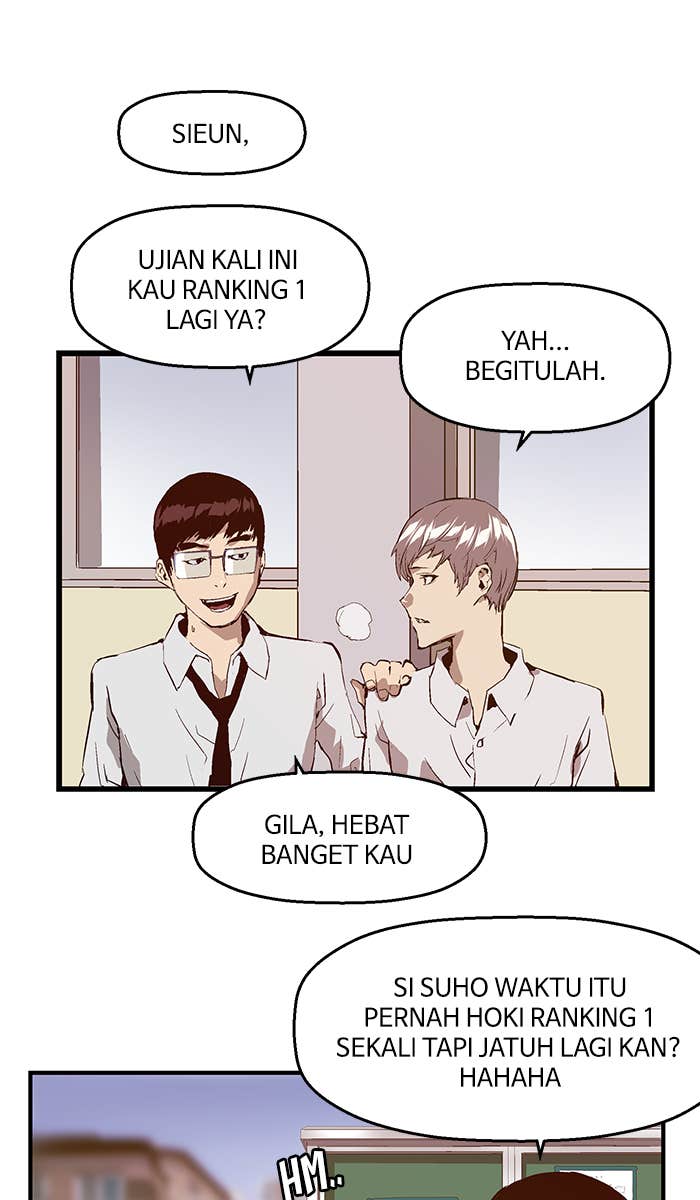 SIEUN,
UJIAN KALI INI
KAU RANKING 1
LAGI YA?
YAH...
BEGITULAH.
GILA, HEBAT
BANGET KAU
SI SUHO WAKTU ITU
PERNAH HOKI RANKING 1
SEKALI TAPI JATUH LAGI KAN?
HAHAHA
HM..